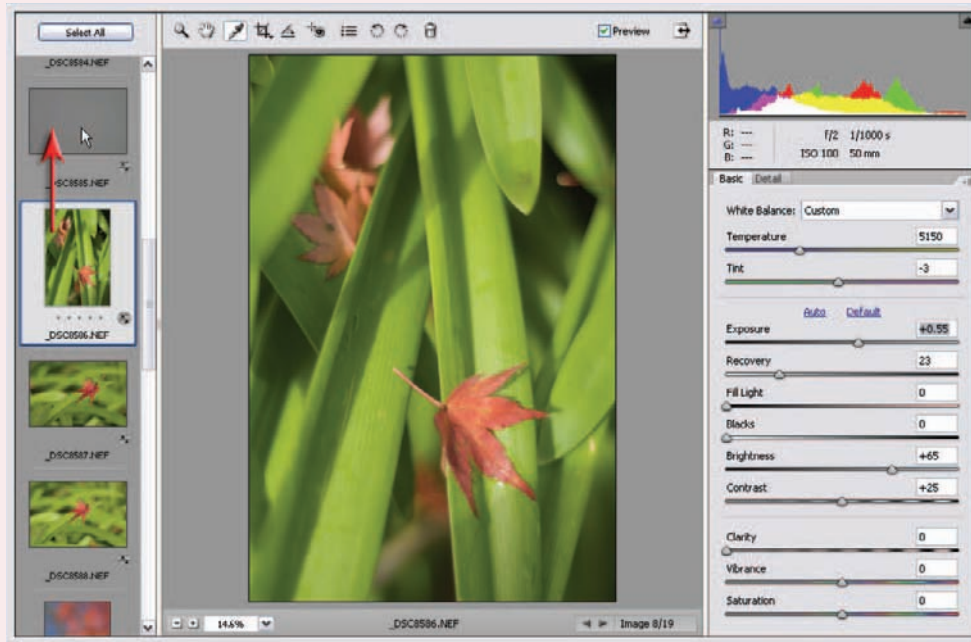 Select All
_DSC8584.NEF
_DSC8585.NEF
_DSC8586.NEF
_DSC8587.NEF
_DSC8588.NEF
Preview
R: ---
G: ---
B: ---
f/2 1/1000 s
ISO 100 50 mm
Basic Detail
White Balance: Custom
Temperature 5150
Tint -3
Auto Default
Exposure +0.55
Recovery 23
Fill Light 0
Blacks 0
Brightness +65
Contrast +25
Clarity 0
Vibrance 0
Saturation 0
14.6% _DSC8586.NEF Image 8/19